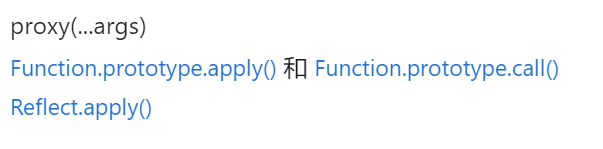 proxy(...args)
Function.prototype.apply() 和 Function.prototype.call()
Reflect.apply()